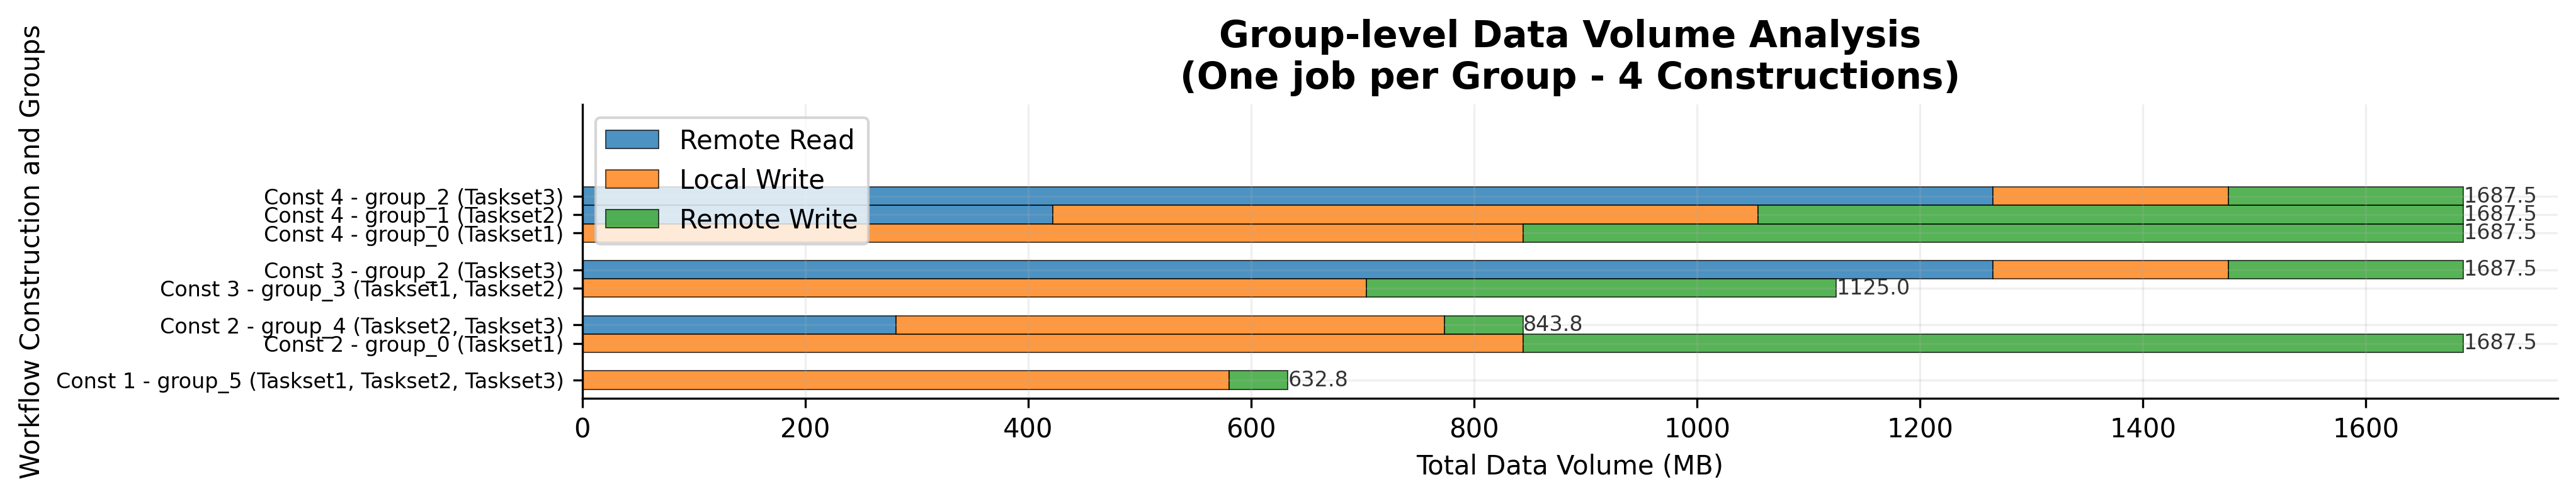 Group-level Data Volume Analysis
(One job per Group - 4 Constructions)
Workflow Construction and Groups
Remote Read
Local Write
Remote Write
Const 4 - group_2 (Taskset3)
1687.5
Const 4 - group_1 (Taskset2)
1687.5
Const 4 - group_0 (Taskset1)
1687.5
Const 3 - group_2 (Taskset3)
1687.5
Const 3 - group_3 (Taskset1, Taskset2)
1125.0
Const 2 - group_4 (Taskset2, Taskset3)
843.8
Const 2 - group_0 (Taskset1)
1687.5
Const 1 - group_5 (Taskset1, Taskset2, Taskset3)
632.8
0 200 400 600 800 1000 1200 1400 1600
Total Data Volume (MB)